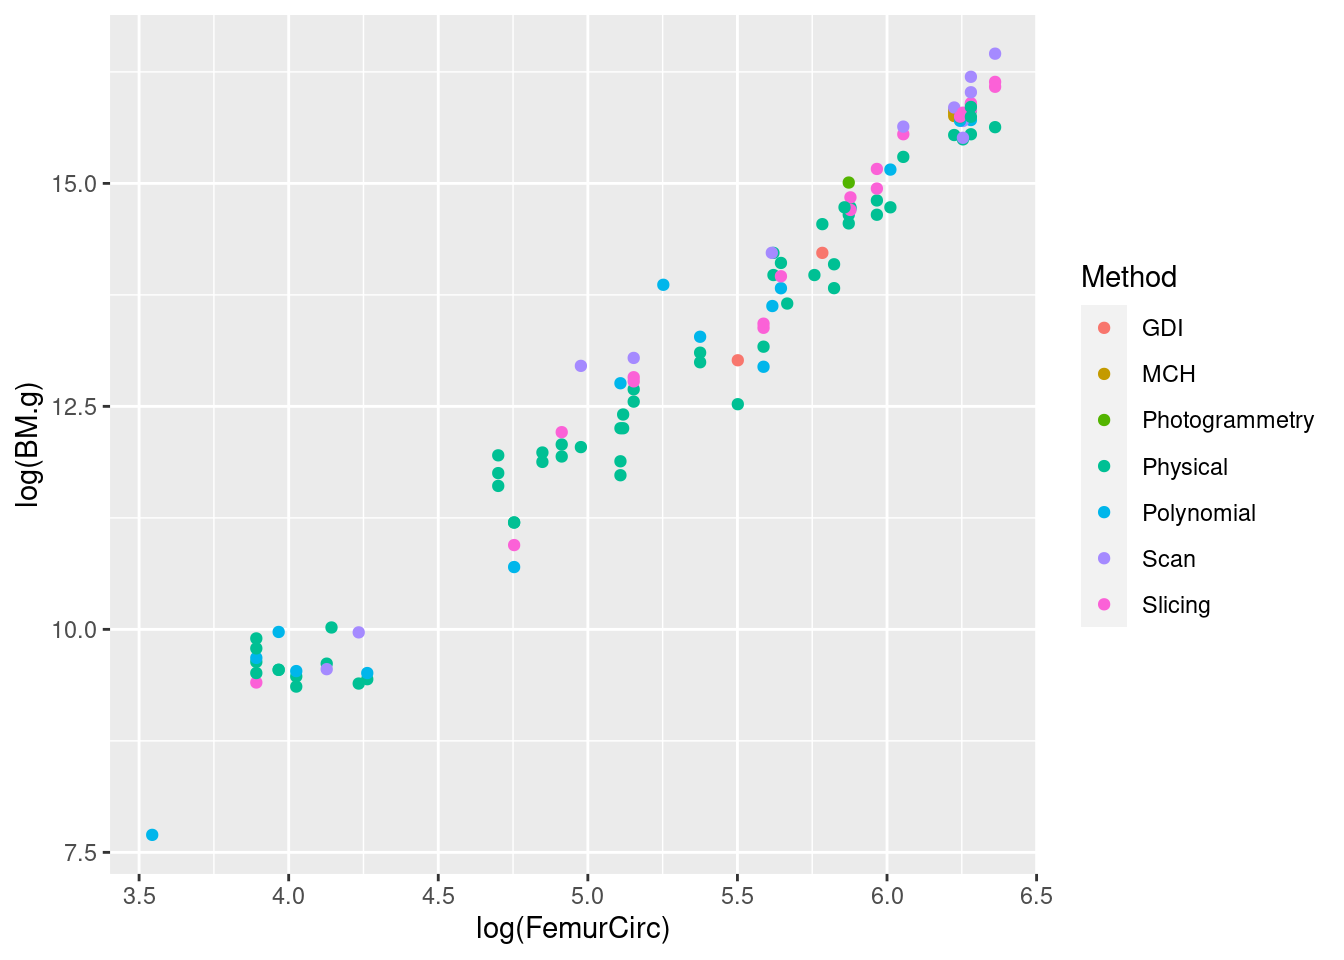 log(BM.g)
15.0
12.5
10.0
7.5
3.5 4.0 4.5 5.0 5.5 6.0 6.5
log(FemurCirc)
Method
GDI
MCH
Photogrammetry
Physical
Polynomial
Scan
Slicing